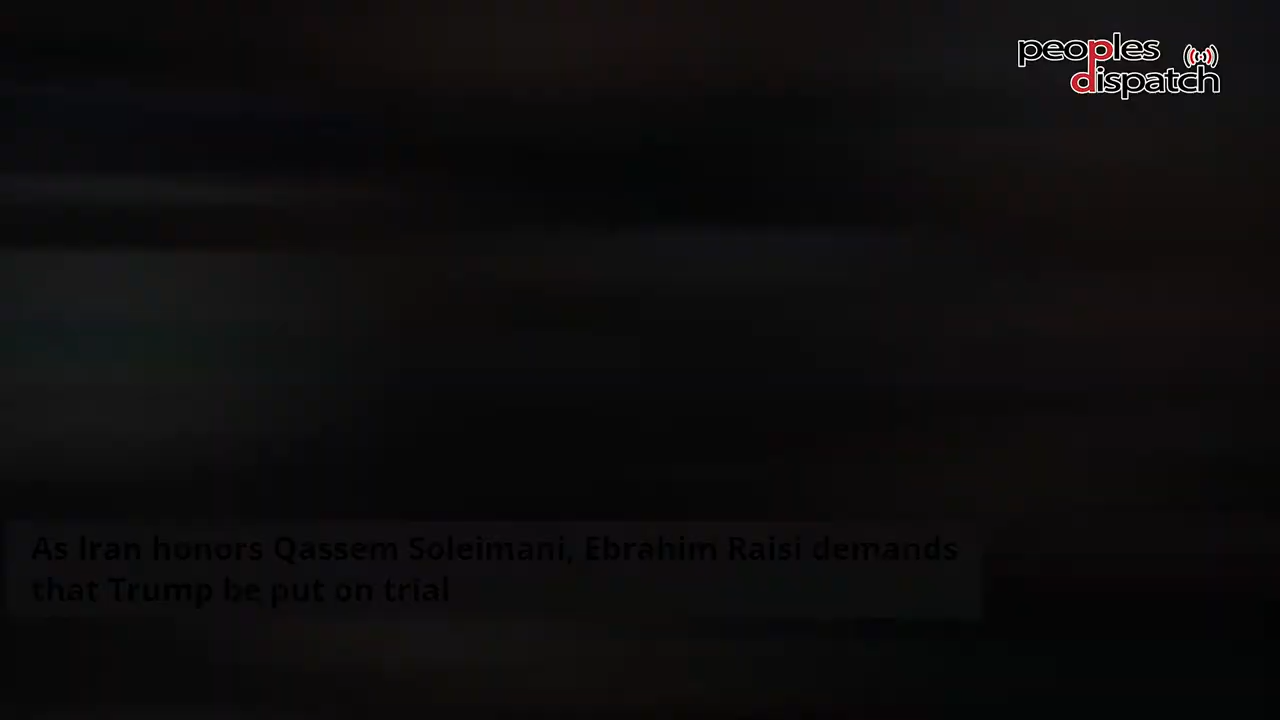 peoples
dispatch
As Iran honors Qassem Soleimani, Ebrahim Raisi demands
that Trump be put on trial